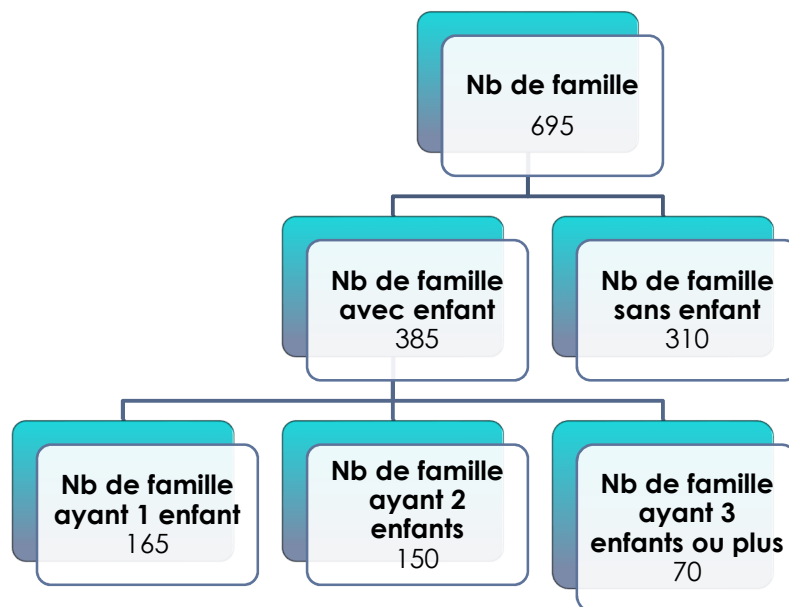 Nb de famille
695
Nb de famille
avec enfant
385
Nb de famille
sans enfant
310
Nb de famille
ayant 1 enfant
165
Nb de famille
ayant 2
enfants
150
Nb de famille
ayant 3
enfants ou plus
70